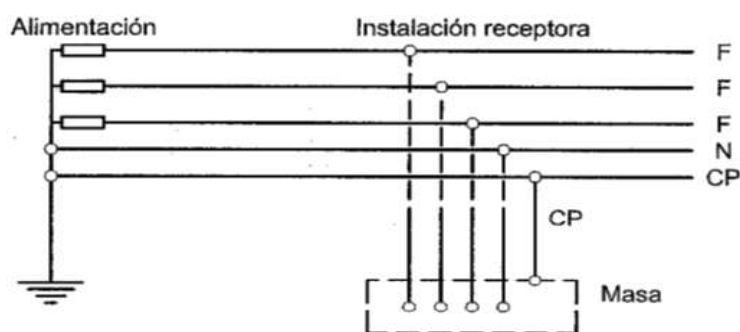 Alimentación
Instalación receptora
F
F
F
N
CP
CP
Masa